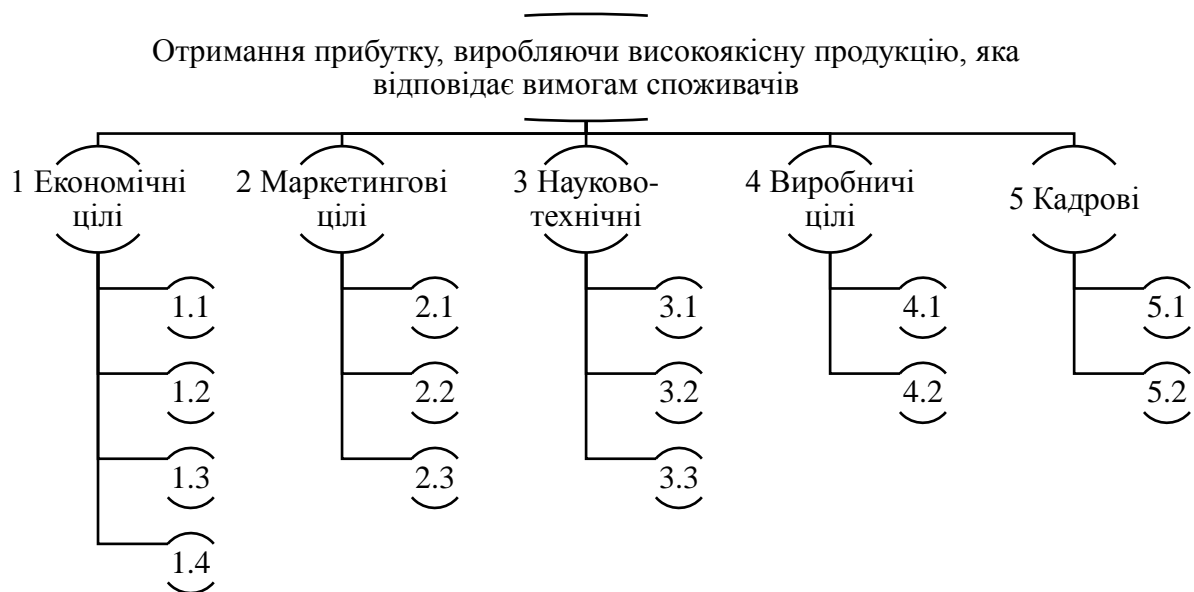 Отримання прибутку, виробляючи високоякісну продукцію, яка
відповідає вимогам споживачів
1 Економічні
цілі
2 Маркетингові
цілі
3 Науково-
технічні
4 Виробничі
цілі
5 Кадрові
1.1
1.2
1.3
1.4
2.1
2.2
2.3
3.1
3.2
3.3
4.1
4.2
5.1
5.2